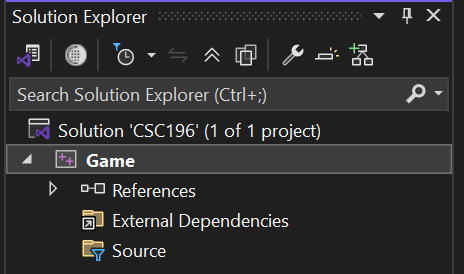 Solution Explorer
Search Solution Explorer (Ctrl+;)
Solution 'CSC196' (1 of 1 project)
Game
References
External Dependencies
Source